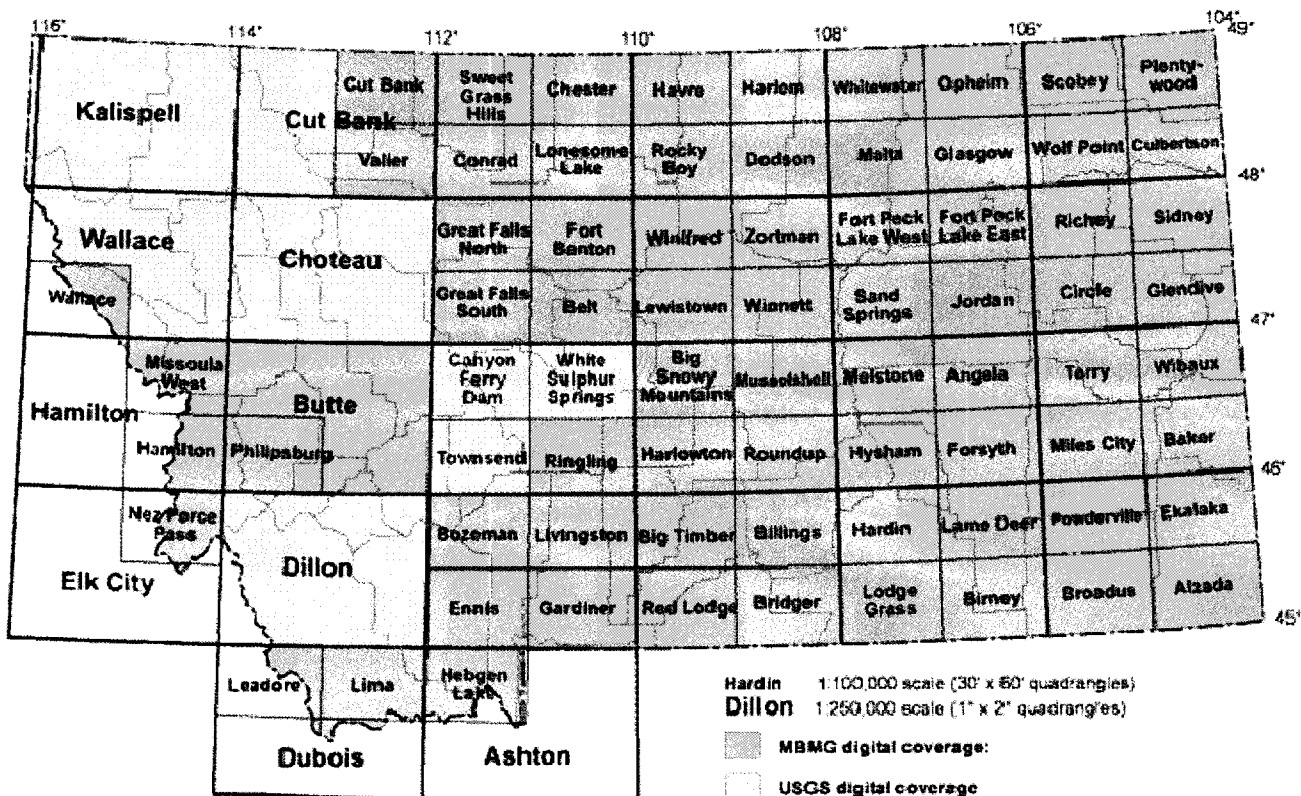 116° 114° 112° 110° 108° 106° 104°
49°
Kalispell
Cut Bank
Cut Bank
Sweet Grass Hills
Chester
Havre
Harlem
Whitewater
Opheim
Scobey
Plenty-
wood
Valier
Conrad
Lonesome
Lake
Rocky
Boy
Dodson
Malta
Glasgow
Wolf Point
Culbertson
48°
Wallace
Choteau
Great Falls
North
Fort
Benton
Winifred
Zortman
Fort Peck
Lake West
Fort Peck
Lake East
Richey
Sidney
Wallace
Great Falls
South
Belt
Lewistown
Winnett
Sand
Springs
Jordan
Circle
Glendive
47°
Missoula
West
Butte
Canyon
Ferry
Dam
White
Sulphur
Springs
Big
Snowy
Mountains
Musselshell
Melstone
Angela
Terry
Wibaux
Hamilton
Hamilton
Philipsburg
Townsend
Ringling
Harlowton
Roundup
Hysham
Forsyth
Miles City
Baker
46°
Nez Perce
Pass
Dillon
Bozeman
Livingston
Big Timber
Billings
Hardin
Lame Deer
Powderville
Ekalaka
Elk City
Ennis
Gardiner
Red Lodge
Bridger
Lodge
Grass
Birney
Broadus
Alzada
45°
Leadore
Lima
Hebgen
Lake
Dubois
Ashton
Hardin 1:100,000 scale (30' x 60' quadrangles)
Dillon 1:250,000 scale (1° x 2° quadrangles)
MBMG digital coverage:
USGS digital coverage